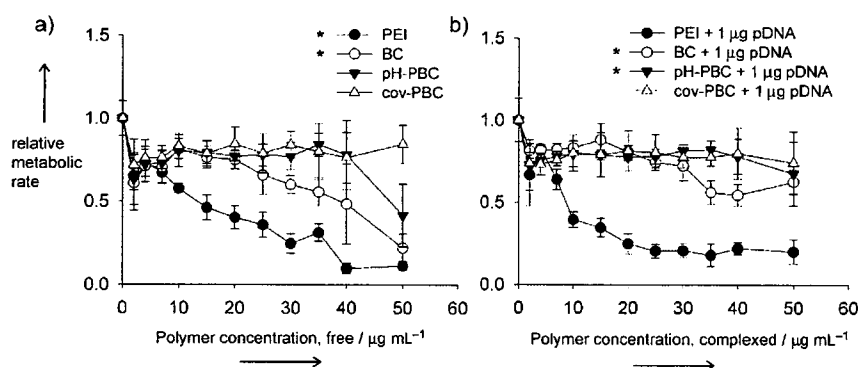 a)
* PEI
* BC
pH-PBC
cov-PBC
1.5
1.0
0.5
0.0
relative
metabolic
rate
0 10 20 30 40 50 60
Polymer concentration, free / µg mL⁻¹
b)
PEI + 1 µg pDNA
* BC + 1 µg pDNA
* pH-PBC + 1 µg pDNA
cov-PBC + 1 µg pDNA
1.5
1.0
0.5
0.0
0 10 20 30 40 50 60
Polymer concentration, complexed / µg mL⁻¹